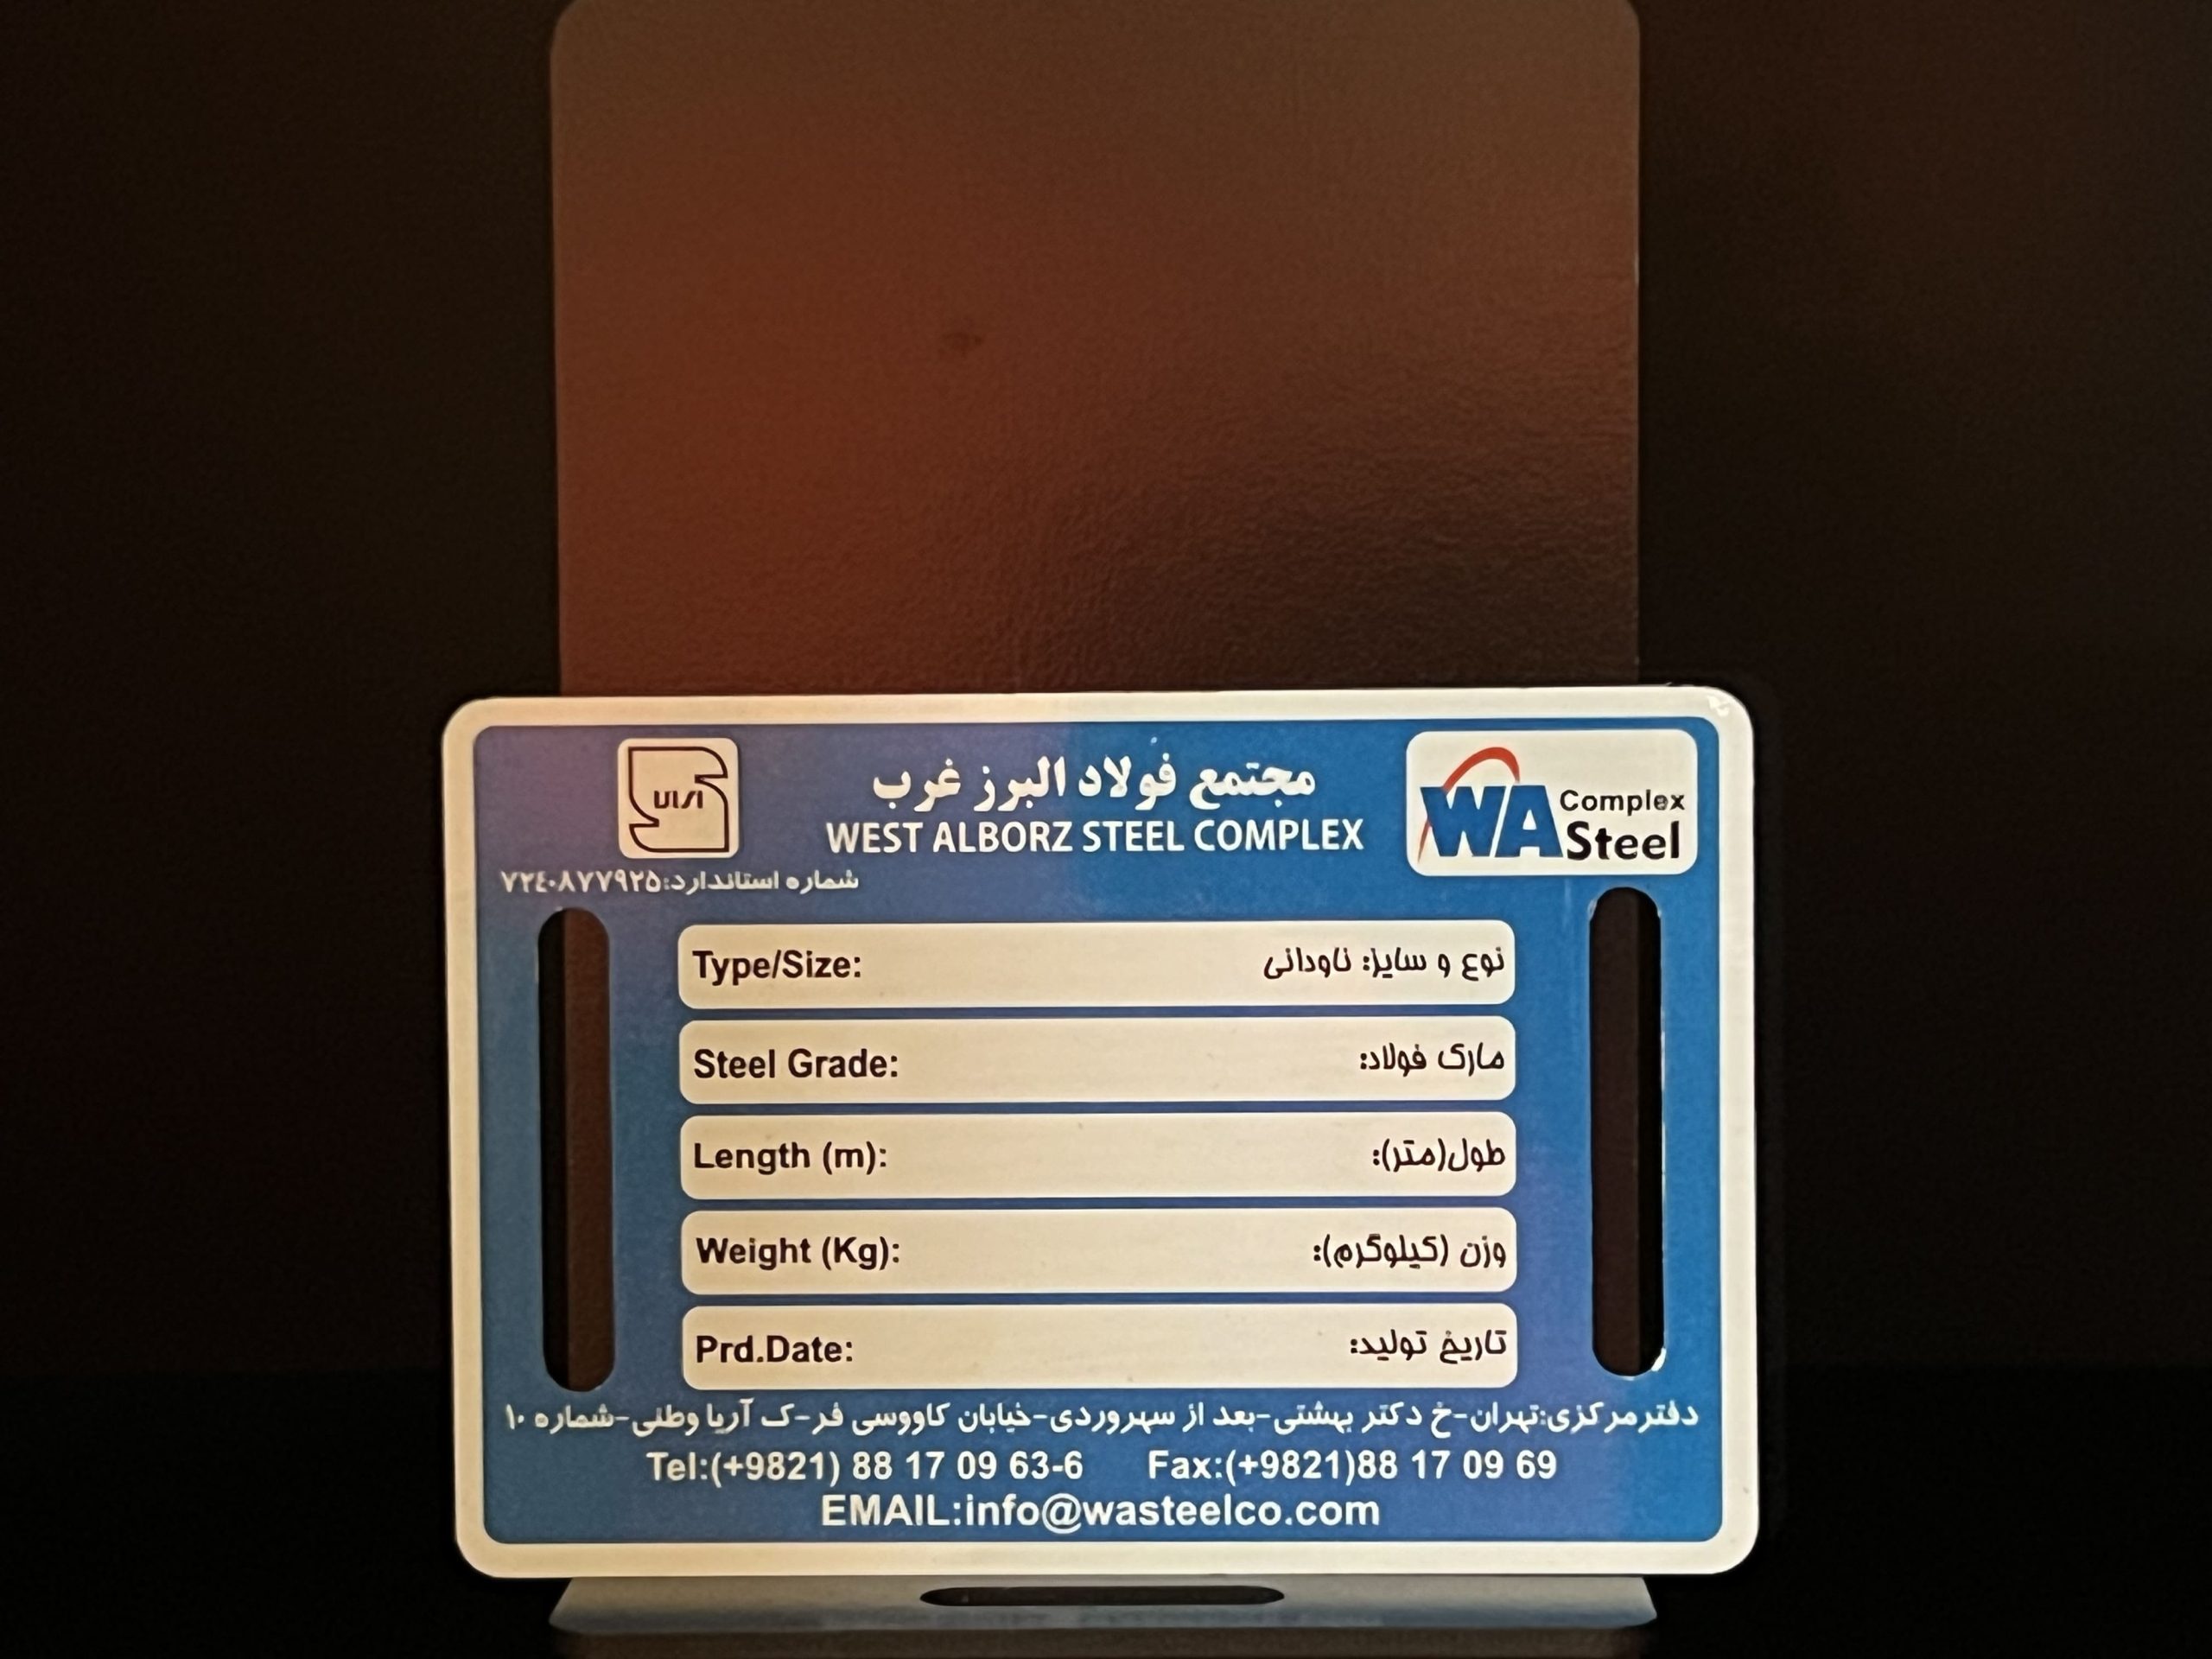 مجتمع فولاد البرز غرب
WEST ALBORZ STEEL COMPLEX
WA Complex Steel
شماره استاندارد:۷۲٤۰۸۷۷۹۲۵
Type/Size: نوع و سایز: ناودانی
Steel Grade: مارک فولاد:
Length (m): طول(متر):
Weight (Kg): وزن (کیلوگرم):
Prd.Date: تاریخ تولید:
دفترمرکزی:تهران-خ دکتر بهشتی-بعد از سهروردی-خیابان کاووسی فر-ک آریا وطنی-شماره ۱۰
Tel:(+9821) 88 17 09 63-6 Fax:(+9821)88 17 09 69
EMAIL:info@wasteelco.com